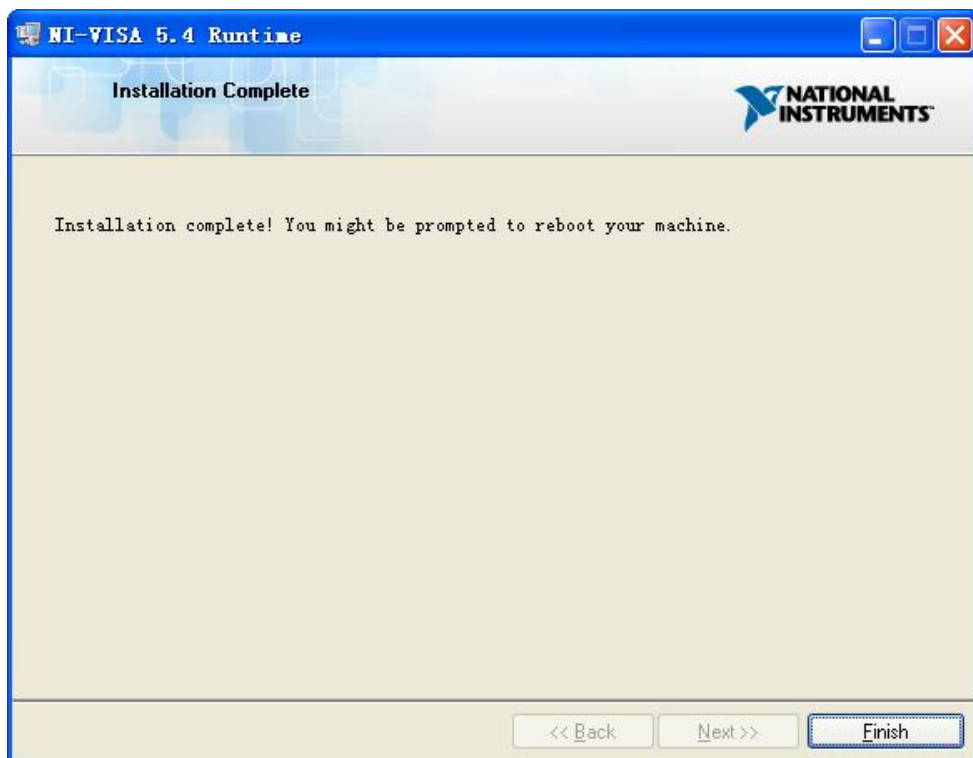 NI-VISA 5.4 Runtime
Installation Complete
NATIONAL
INSTRUMENTS™
Installation complete! You might be prompted to reboot your machine.
<< Back
Next >>
Finish